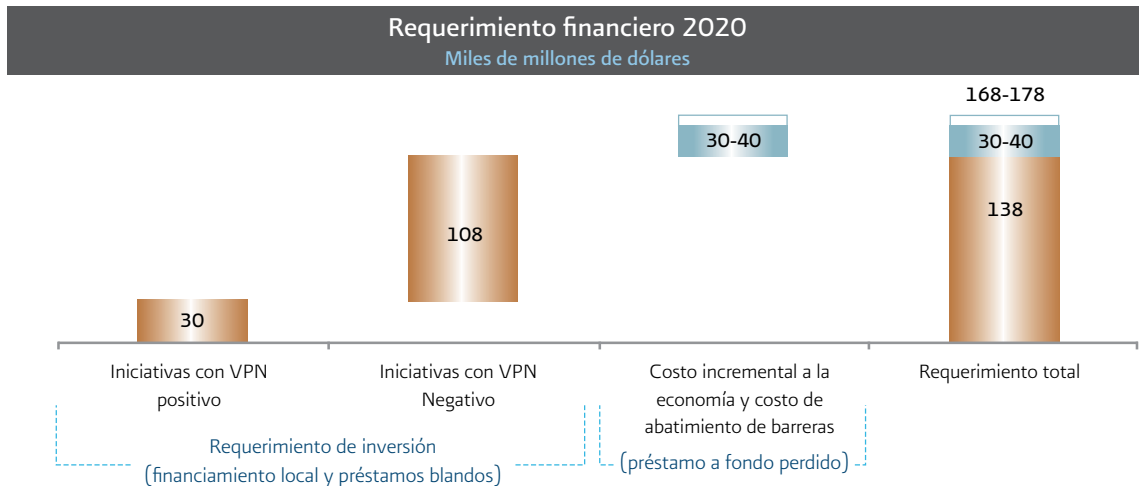 Requerimiento financiero 2020
Miles de millones de dólares
168-178
30-40
30-40
138
108
30
Iniciativas con VPN
positivo
Iniciativas con VPN
Negativo
Costo incremental a la
economía y costo de
abatimiento de barreras
Requerimiento total
Requerimiento de inversión
(financiamiento local y préstamos blandos)
(préstamo a fondo perdido)